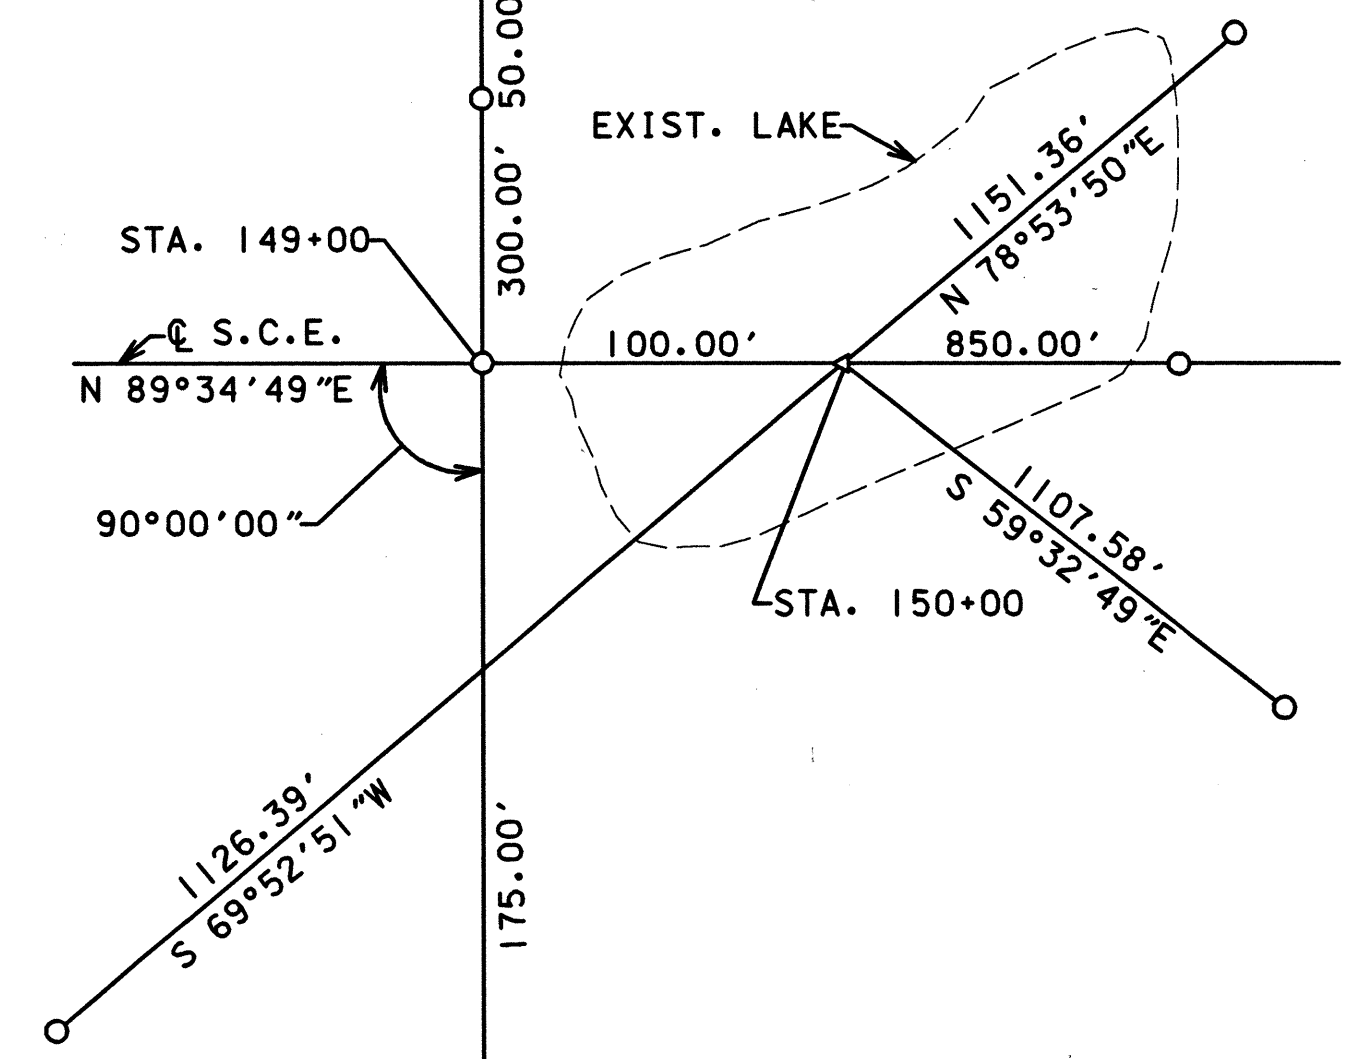 50.00
EXIST. LAKE
300.00'
1151.36'
N 78°53'50"E
STA. 149+00
℄ S.C.E.
N 89°34'49"E
100.00'
850.00'
90°00'00"
1107.58'
S 59°32'49"E
STA. 150+00
1126.39'
S 69°52'51"W
175.00'